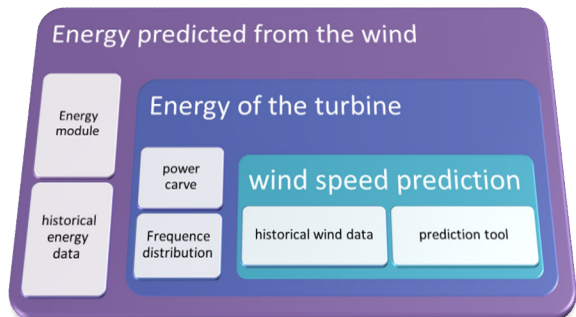 Energy predicted from the wind
Energy
module
historical
energy
data
Energy of the turbine
power
carve
Frequence
distribution
wind speed prediction
historical wind data
prediction tool